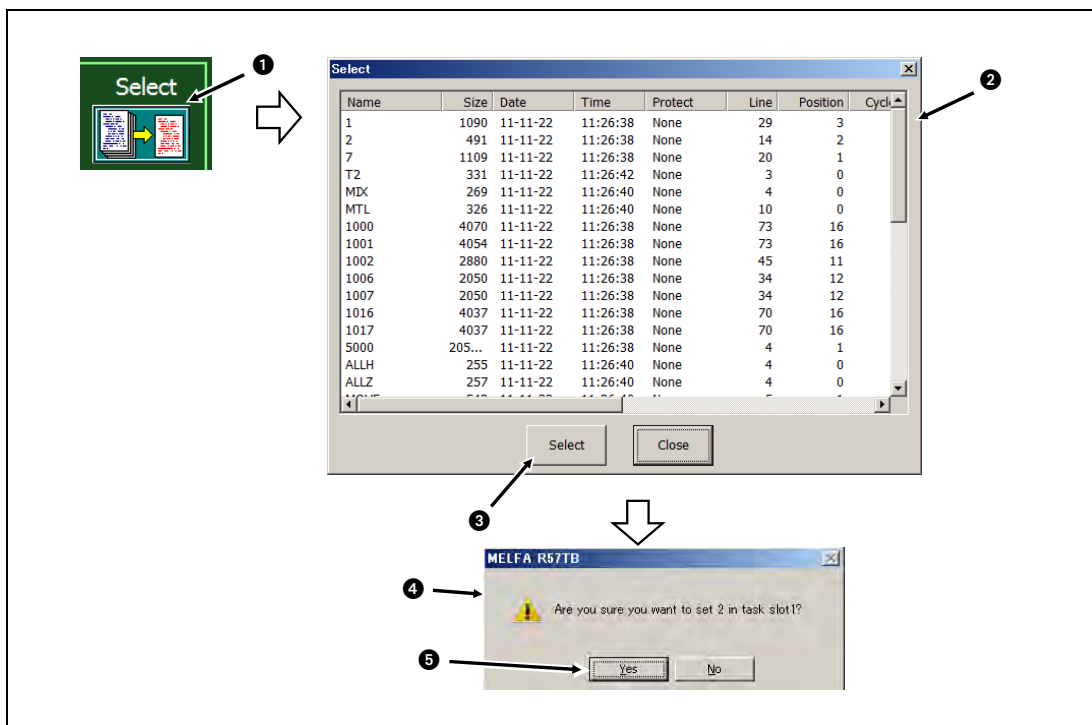 Select
❶
Select
❷
Name Size Date Time Protect Line Position
1 1090 11-11-22 11:26:38 None 29 3
2 491 11-11-22 11:26:38 None 14 2
7 1109 11-11-22 11:26:38 None 20 1
T2 331 11-11-22 11:26:42 None 3 0
MIX 269 11-11-22 11:26:40 None 4 0
MTL 326 11-11-22 11:26:40 None 10 0
1000 4070 11-11-22 11:26:38 None 73 16
1001 4054 11-11-22 11:26:38 None 73 16
1002 2880 11-11-22 11:26:38 None 45 11
1006 2050 11-11-22 11:26:38 None 34 12
1007 2050 11-11-22 11:26:38 None 34 12
1016 4037 11-11-22 11:26:38 None 70 16
1017 4037 11-11-22 11:26:38 None 70 16
5000 205... 11-11-22 11:26:38 None 4 1
ALLH 255 11-11-22 11:26:40 None 4 0
ALLZ 257 11-11-22 11:26:40 None 4 0
Select Close
❸
MELFA R57TB
❹
Are you sure you want to set 2 in task slot1?
❺
Yes No